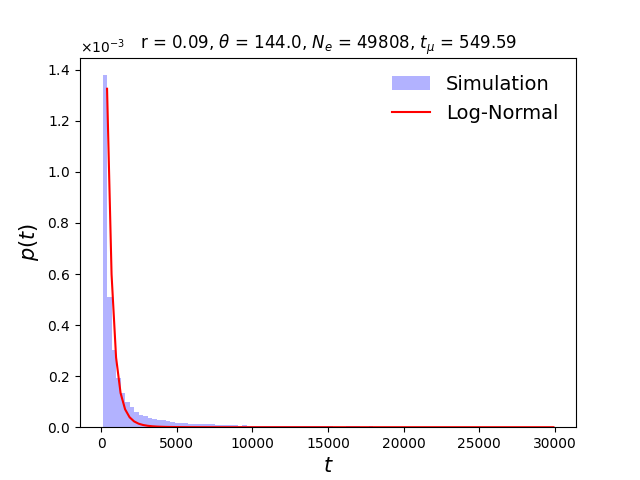 ×10⁻³ r = 0.09, θ = 144.0, Nₑ = 49808, t_μ = 549.59
1.4
1.2
1.0
0.8
0.6
0.4
0.2
0.0
p(t)
Simulation
Log-Normal
0 5000 10000 15000 20000 25000 30000
t